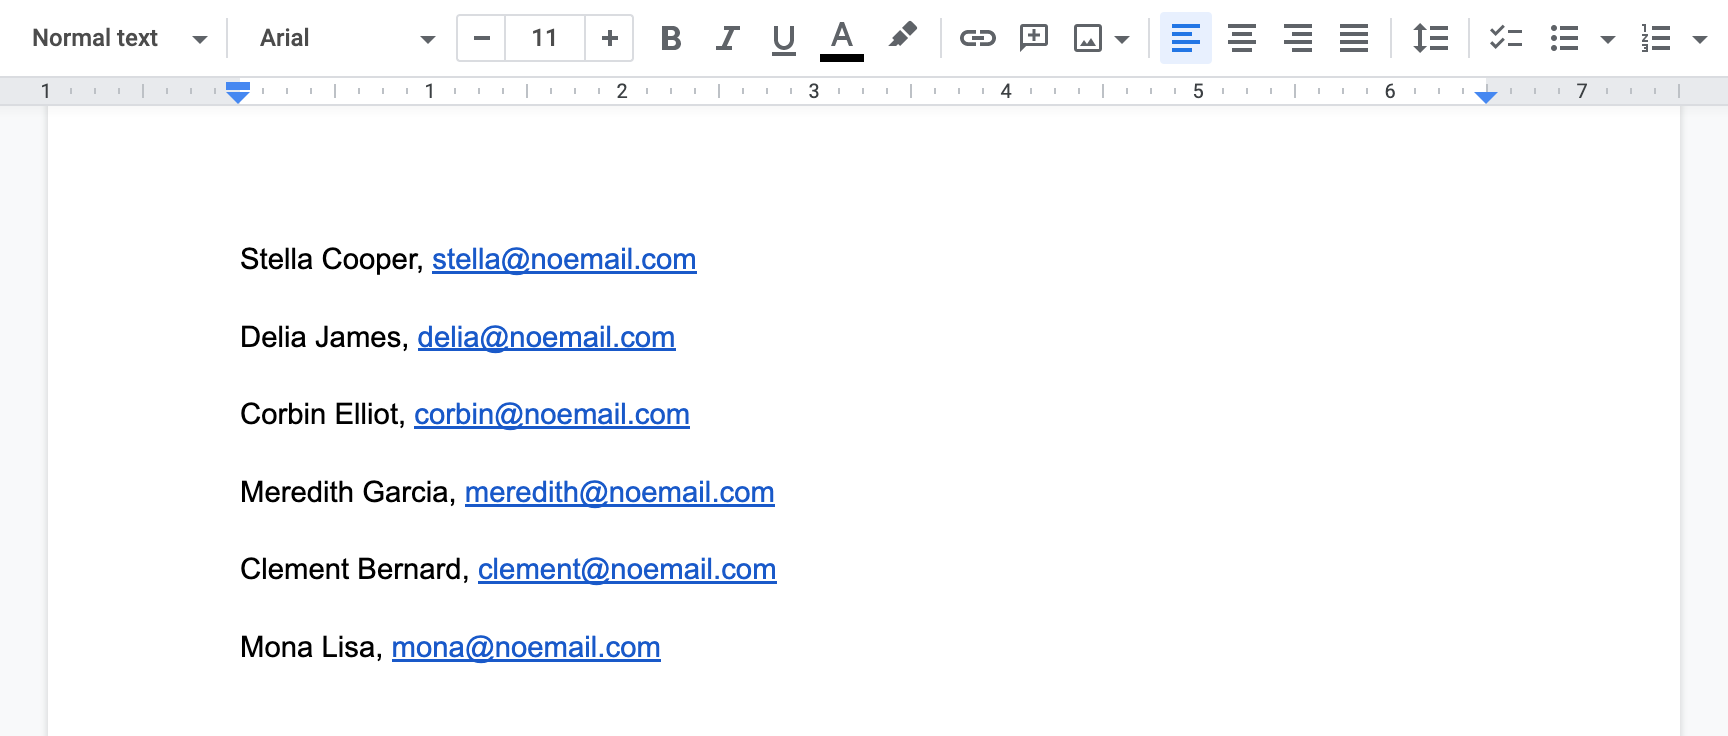 Normal text Arial 11 B I U A
1 1 2 3 4 5 6 7
Stella Cooper, stella@noemail.com
Delia James, delia@noemail.com
Corbin Elliot, corbin@noemail.com
Meredith Garcia, meredith@noemail.com
Clement Bernard, clement@noemail.com
Mona Lisa, mona@noemail.com